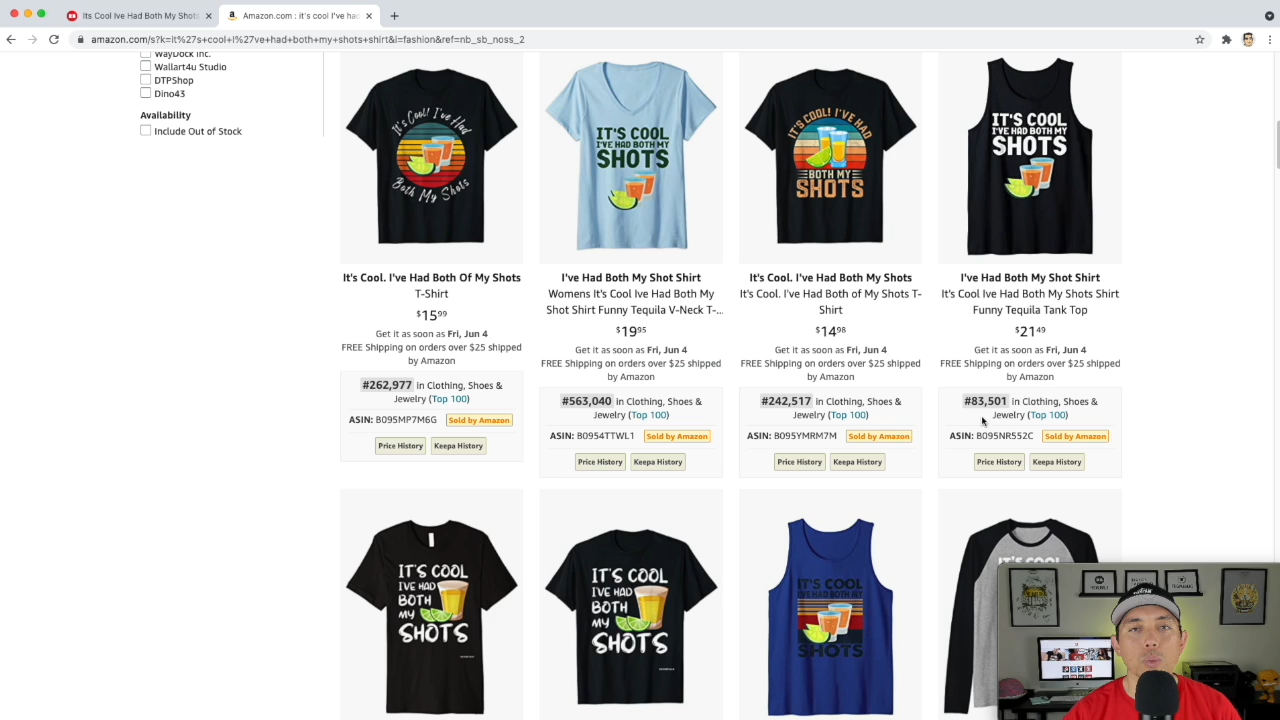 Its Cool Ive Had Both My Shots
Amazon.com : it's cool I've had
amazon.com/s?k=it%27s+cool+I%27ve+had+both+my+shots+shirt&i=fashion&ref=nb_sb_noss_2
WayDock Inc.
Wallart4u Studio
DTPShop
Dino43
Availability
Include Out of Stock
It's Cool! I've Had
Both My Shots
IT'S COOL
I'VE HAD BOTH MY
SHOTS
IT'S COOL! I'VE HAD
BOTH MY
SHOTS
IT'S COOL
I'VE HAD BOTH MY
SHOTS
It's Cool. I've Had Both Of My Shots
T-Shirt
$15.99
Get it as soon as Fri, Jun 4
FREE Shipping on orders over $25 shipped
by Amazon
#262,977 in Clothing, Shoes &
Jewelry (Top 100)
ASIN: B095MP7M6G Sold by Amazon
Price History Keepa History
I've Had Both My Shot Shirt
Womens It's Cool Ive Had Both My
Shot Shirt Funny Tequila V-Neck T-...
$19.95
Get it as soon as Fri, Jun 4
FREE Shipping on orders over $25 shipped
by Amazon
#563,040 in Clothing, Shoes &
Jewelry (Top 100)
ASIN: B0954TTWL1 Sold by Amazon
Price History Keepa History
It's Cool. I've Had Both My Shots
It's Cool. I've Had Both of My Shots T-
Shirt
$14.98
Get it as soon as Fri, Jun 4
FREE Shipping on orders over $25 shipped
by Amazon
#242,517 in Clothing, Shoes &
Jewelry (Top 100)
ASIN: B095YMRM7M Sold by Amazon
Price History Keepa History
I've Had Both My Shot Shirt
It's Cool Ive Had Both My Shots Shirt
Funny Tequila Tank Top
$21.49
Get it as soon as Fri, Jun 4
FREE Shipping on orders over $25 shipped
by Amazon
#83,501 in Clothing, Shoes &
Jewelry (Top 100)
ASIN: B095NR552C Sold by Amazon
Price History Keepa History
IT'S COOL
I'VE HAD
BOTH
MY
SHOTS
IT'S COOL
I'VE HAD
BOTH
MY
SHOTS
IT'S COOL
I'VE HAD BOTH MY
SHOTS
IT'S COOL